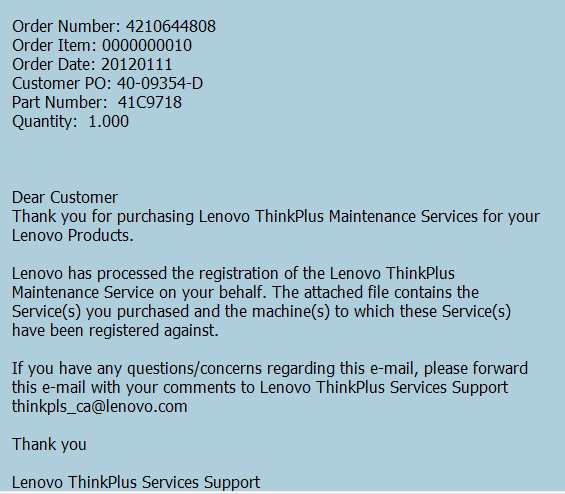 Order Number: 4210644808
Order Item: 0000000010
Order Date: 20120111
Customer PO: 40-09354-D
Part Number:  41C9718
Quantity:  1.000
Dear Customer
Thank you for purchasing Lenovo ThinkPlus Maintenance Services for your
Lenovo Products.
Lenovo has processed the registration of the Lenovo ThinkPlus
Maintenance Service on your behalf. The attached file contains the
Service(s) you purchased and the machine(s) to which these Service(s)
have been registered against.
If you have any questions/concerns regarding this e-mail, please forward
this e-mail with your comments to Lenovo ThinkPlus Services Support
thinkpls_ca@lenovo.com
Thank you
Lenovo ThinkPlus Services Support